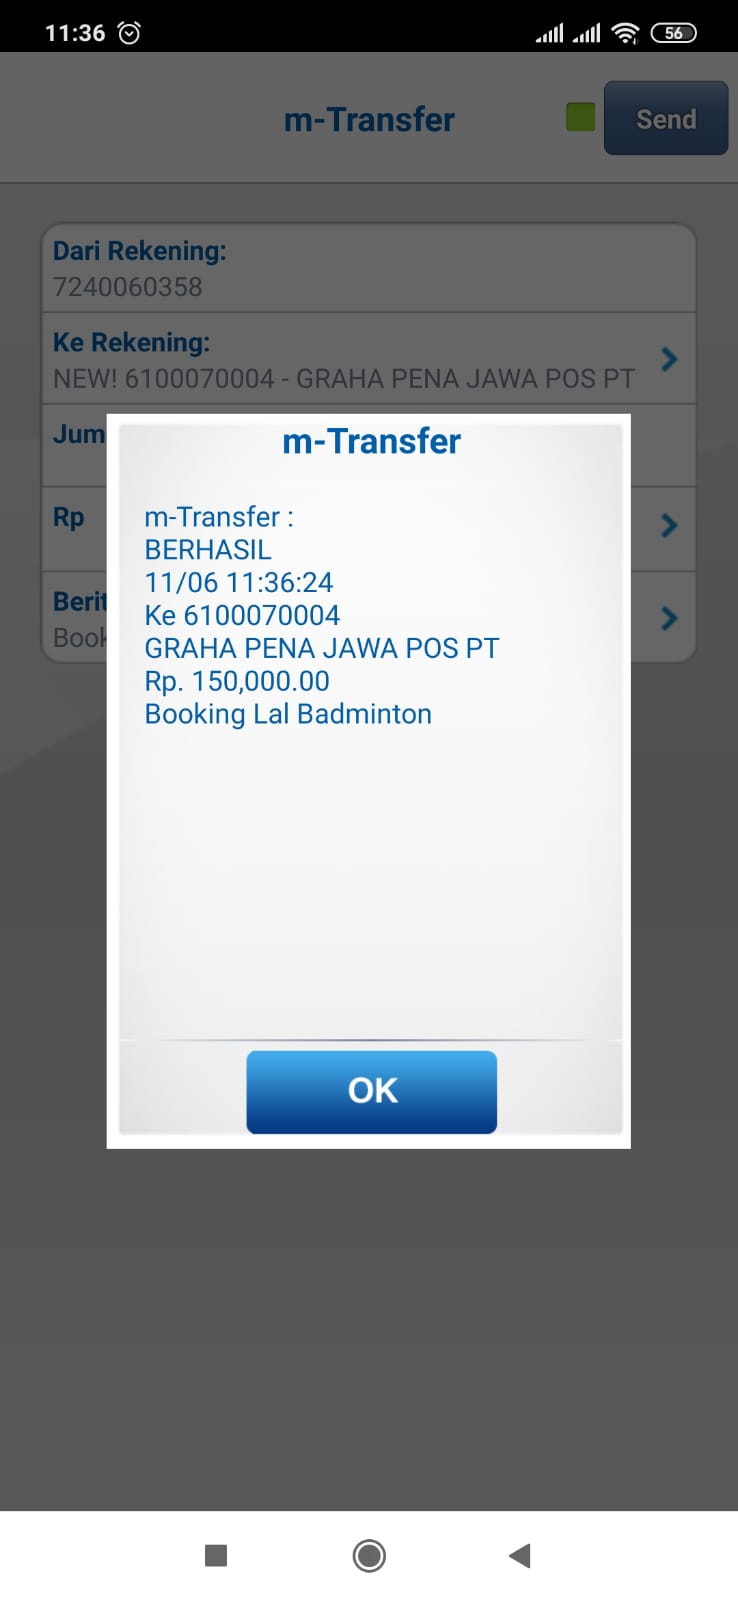 11:36
56
m-Transfer
Send
Dari Rekening:
7240060358
Ke Rekening:
NEW! 6100070004 - GRAHA PENA JAWA POS PT
Jum
Rp
Berit
Book
m-Transfer
m-Transfer :
BERHASIL
11/06 11:36:24
Ke 6100070004
GRAHA PENA JAWA POS PT
Rp. 150,000.00
Booking Lal Badminton
OK